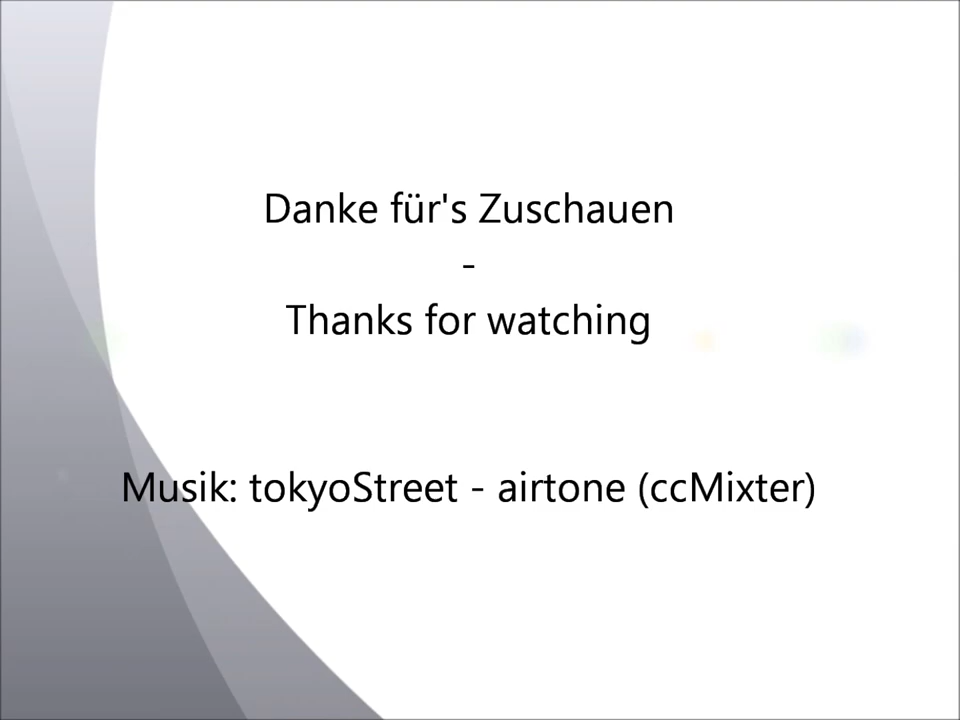 Danke für's Zuschauen
-
Thanks for watching
Musik: tokyoStreet - airtone (ccMixter)